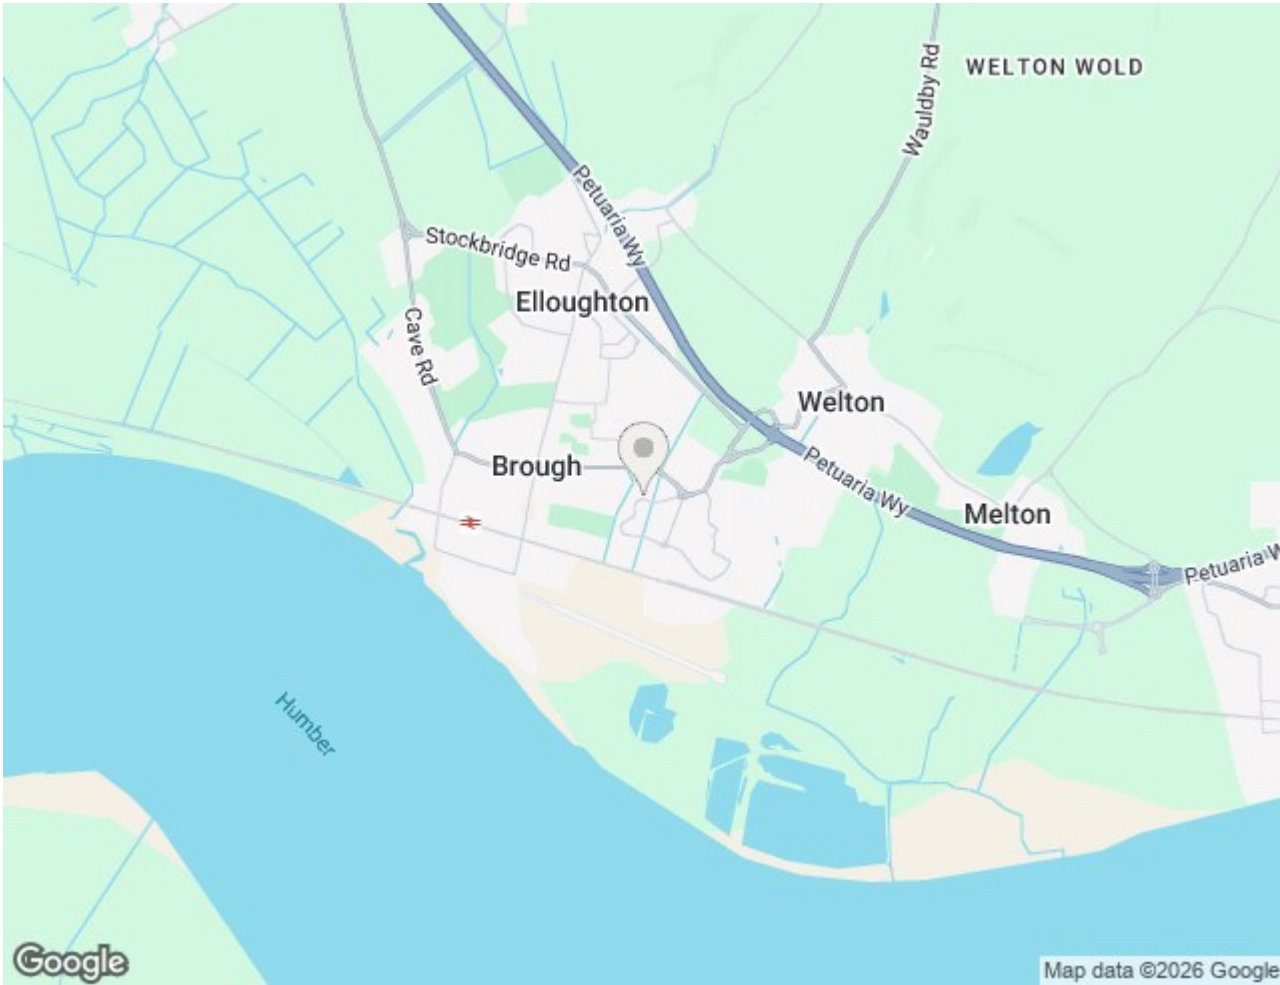 WELTON WOLD
Wauldby Rd
Petuaria Wy
Stockbridge Rd
Elloughton
Cave Rd
Welton
Brough
Petuaria Wy
Melton
Petuaria W
Humber
Google
Map data ©2026 Google